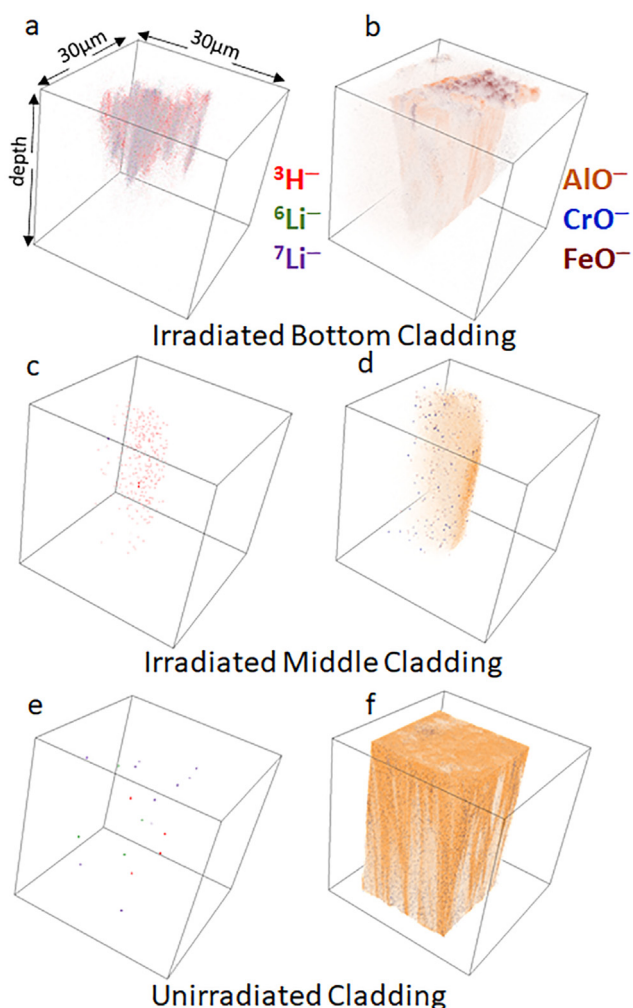 a
b
30µm
30µm
depth
³H⁻
⁶Li⁻
⁷Li⁻
AlO⁻
CrO⁻
FeO⁻
Irradiated Bottom Cladding
c
d
Irradiated Middle Cladding
e
f
Unirradiated Cladding